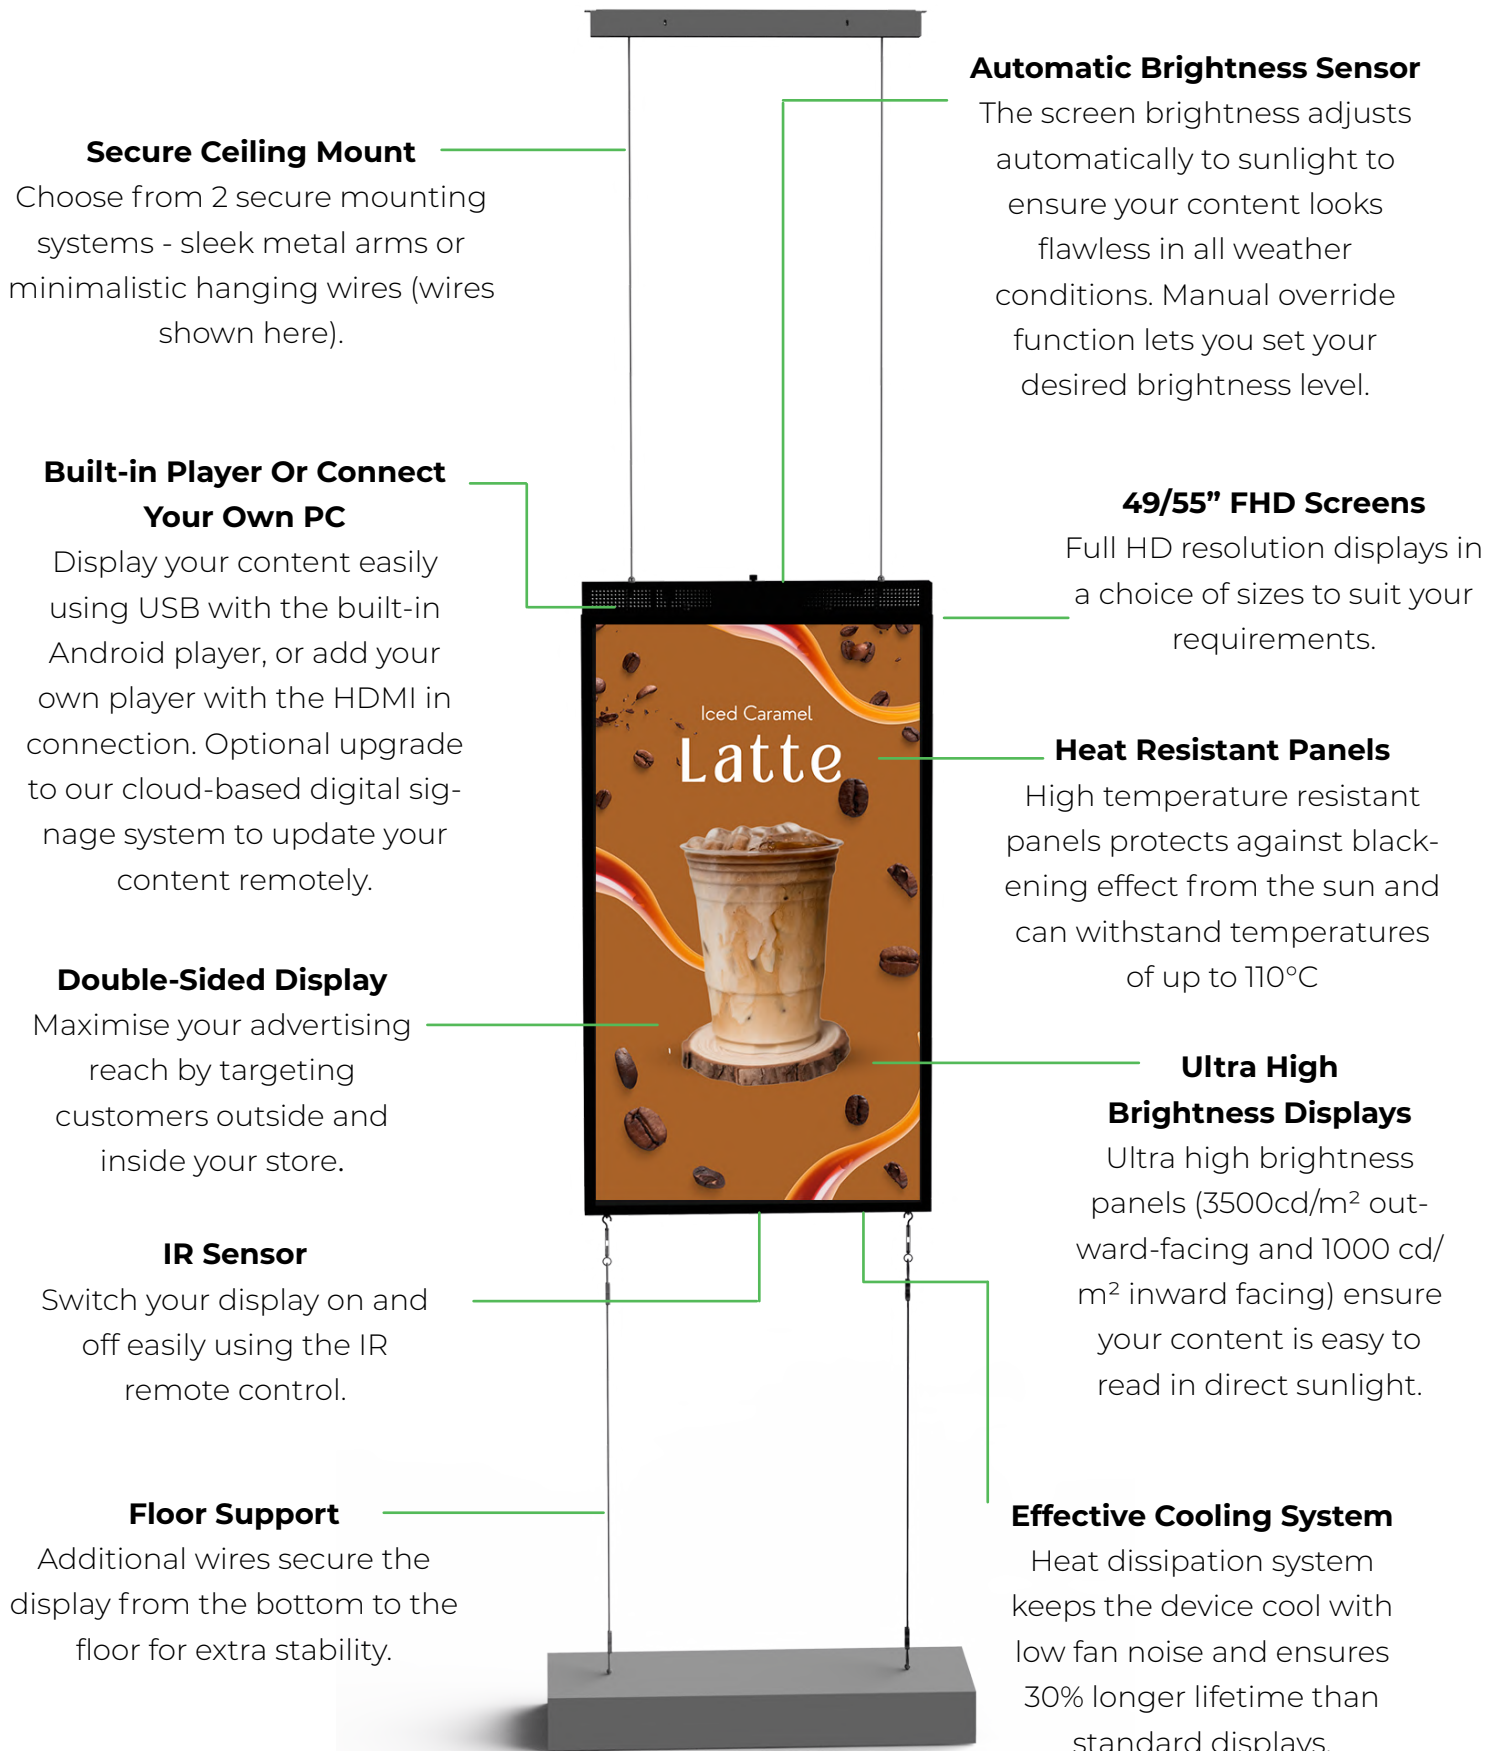 Secure Ceiling Mount
Choose from 2 secure mounting
systems - sleek metal arms or
minimalistic hanging wires (wires
shown here).
Built-in Player Or Connect
Your Own PC
Display your content easily
using USB with the built-in
Android player, or add your
own player with the HDMI in
connection. Optional upgrade
to our cloud-based digital sig-
nage system to update your
content remotely.
Double-Sided Display
Maximise your advertising
reach by targeting
customers outside and
inside your store.
IR Sensor
Switch your display on and
off easily using the IR
remote control.
Floor Support
Additional wires secure the
display from the bottom to the
floor for extra stability.
Iced Caramel
Latte
Automatic Brightness Sensor
The screen brightness adjusts
automatically to sunlight to
ensure your content looks
flawless in all weather
conditions. Manual override
function lets you set your
desired brightness level.
49/55” FHD Screens
Full HD resolution displays in
a choice of sizes to suit your
requirements.
Heat Resistant Panels
High temperature resistant
panels protects against black-
ening effect from the sun and
can withstand temperatures
of up to 110°C
Ultra High
Brightness Displays
Ultra high brightness
panels (3500cd/m² out-
ward-facing and 1000 cd/
m² inward facing) ensure
your content is easy to
read in direct sunlight.
Effective Cooling System
Heat dissipation system
keeps the device cool with
low fan noise and ensures
30% longer lifetime than
standard displays.